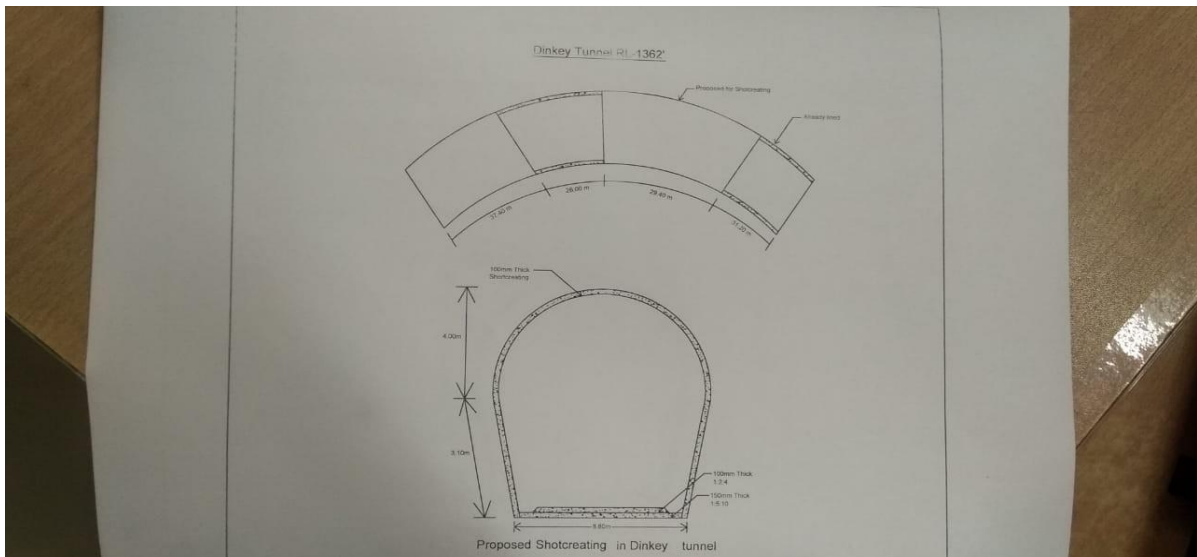 Dinkey Tunnel RL-1362'
Proposed for Shotcreating
Already lined
37.40 m
26.00 m
29.40 m
31.20 m
100mm Thick
Shotcreating
4.00m
3.10m
100mm Thick
1:2:4
150mm Thick
1:5:10
6.80m
Proposed Shotcreating in Dinkey tunnel